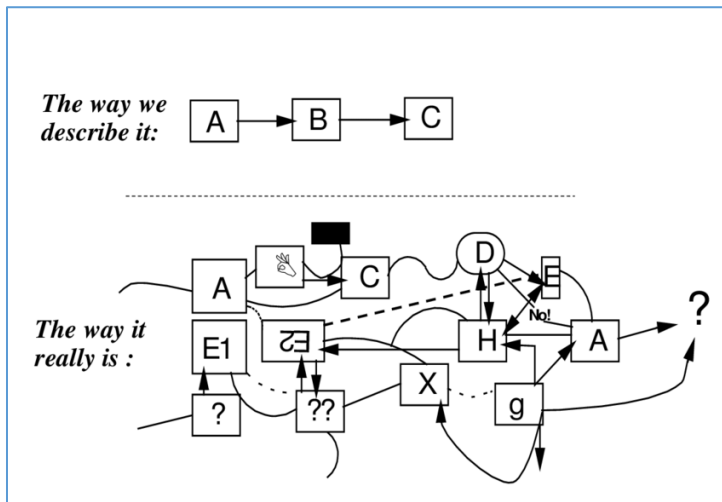 The way we
describe it:
A B C
D
E
A C
?
No!
The way it
really is :
E1 E2 H A
X
? ?? g